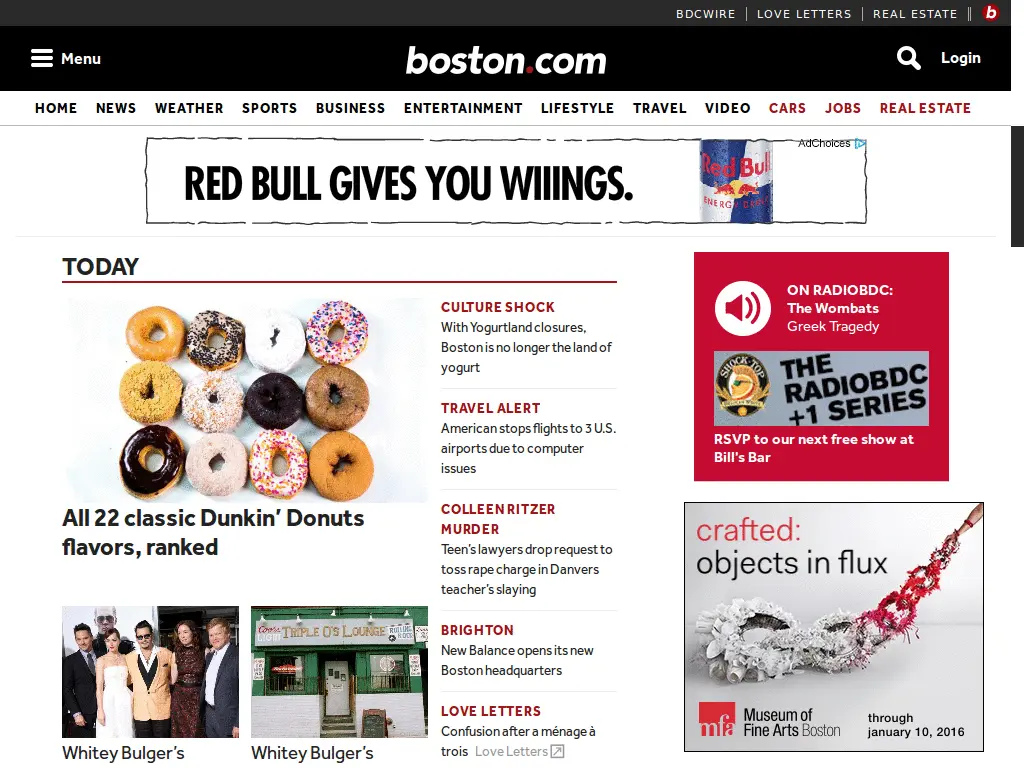 BDCWIRE LOVE LETTERS REAL ESTATE b
Menu boston.com Login
HOME NEWS WEATHER SPORTS BUSINESS ENTERTAINMENT LIFESTYLE TRAVEL VIDEO CARS JOBS REAL ESTATE
AdChoices
RED BULL GIVES YOU WIIINGS.
Red Bull
ENERGY DRINK
TODAY
All 22 classic Dunkin’ Donuts
flavors, ranked
Coors
TRIPLE O'S LOUNGE
Whitey Bulger’s
Whitey Bulger’s
CULTURE SHOCK
With Yogurtland closures,
Boston is no longer the land of
yogurt
TRAVEL ALERT
American stops flights to 3 U.S.
airports due to computer
issues
COLLEEN RITZER
MURDER
Teen’s lawyers drop request to
toss rape charge in Danvers
teacher’s slaying
BRIGHTON
New Balance opens its new
Boston headquarters
LOVE LETTERS
Confusion after a ménage à
trois Love Letters
ON RADIOBDC:
The Wombats
Greek Tragedy
SHOCK TOP
THE
RADIOBDC
+1 SERIES
RSVP to our next free show at
Bill's Bar
crafted:
objects in flux
mfa
Museum of
Fine Arts Boston
through
january 10, 2016